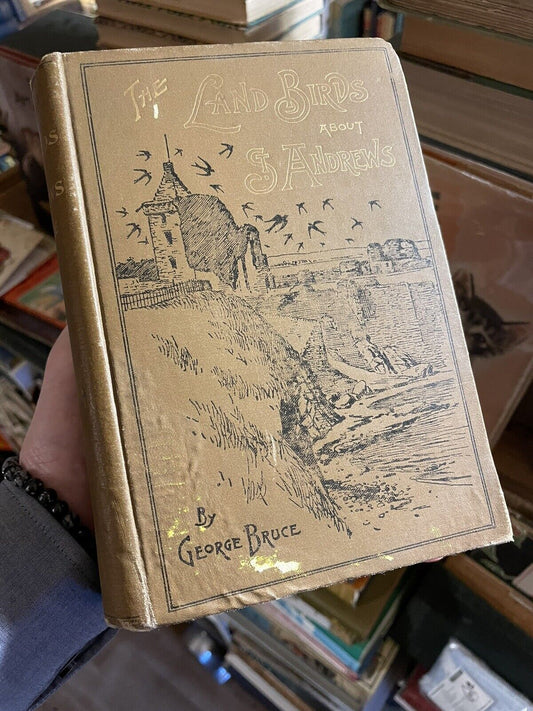 The
Land Birds
about
St Andrews
By
George Bruce